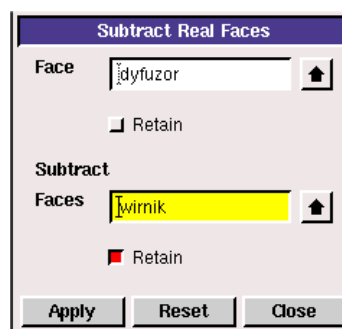 Subtract Real Faces
Face dyfuzor
Retain
Subtract
Faces wirnik
Retain
Apply Reset Close